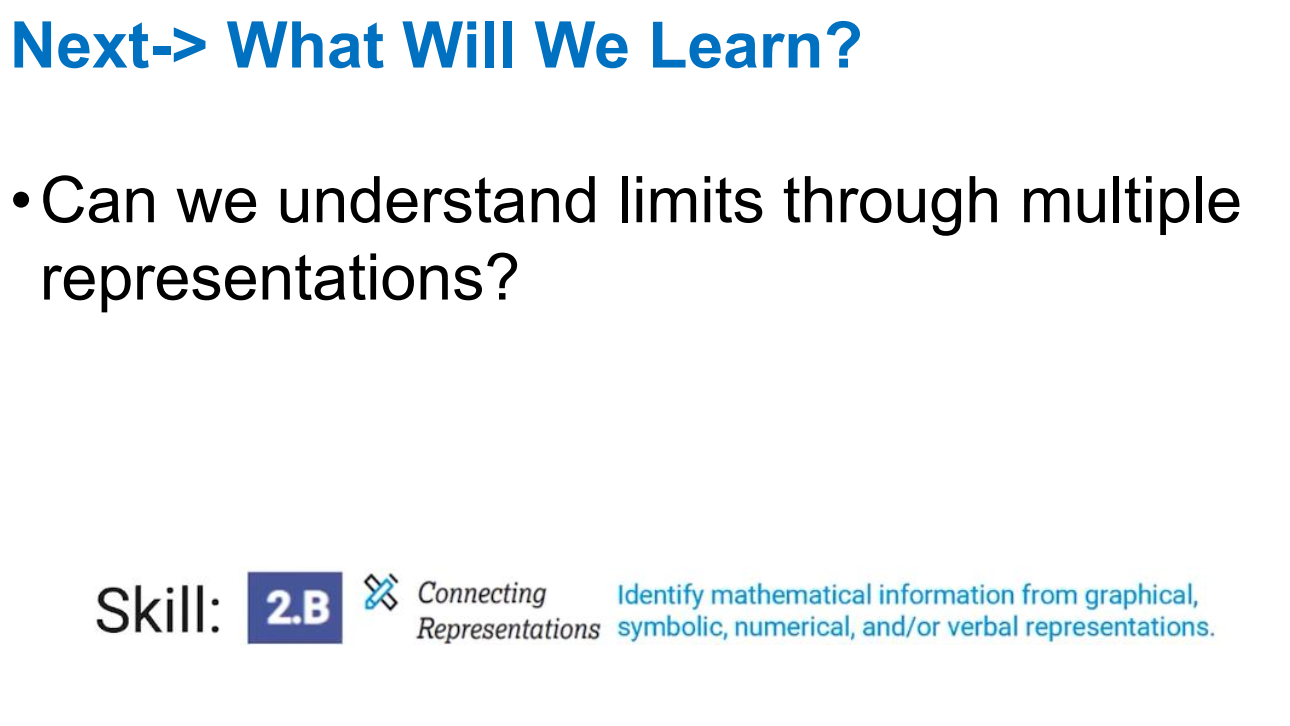 Next-> What Will We Learn?
•Can we understand limits through multiple
representations?
Skill: 2.B Connecting Identify mathematical information from graphical,
Representations symbolic, numerical, and/or verbal representations.